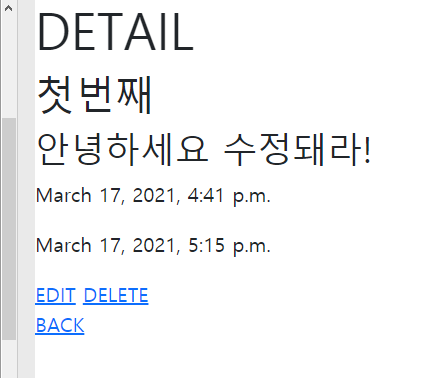 DETAIL
첫번째
안녕하세요 수정돼라!
March 17, 2021, 4:41 p.m.
March 17, 2021, 5:15 p.m.
EDIT DELETE
BACK